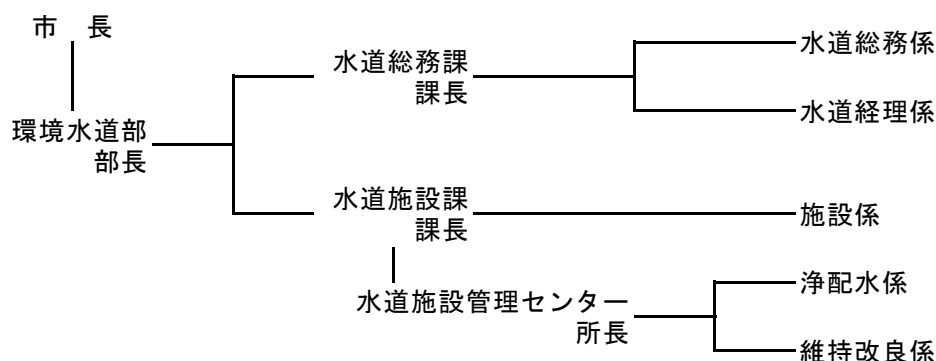 市　長
環境水道部
部長
水道総務課
課長
水道総務係
水道経理係
水道施設課
課長
施設係
水道施設管理センター
所長
浄配水係
維持改良係